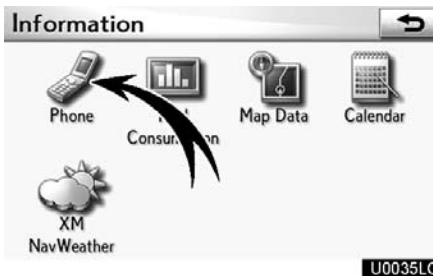 Information
Phone
Map Data
Calendar
XM
NavWeather
U0035L